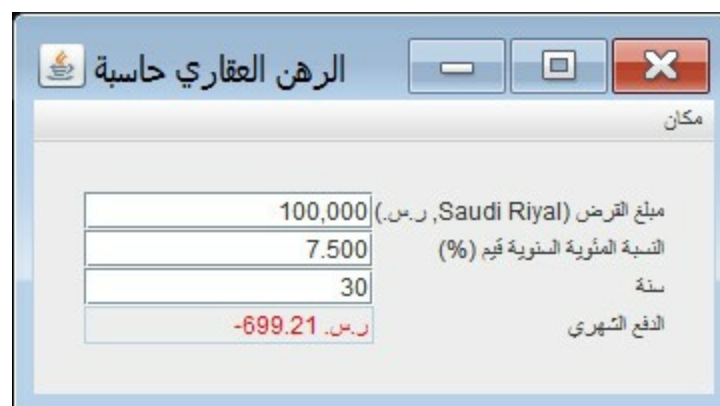 الرهن العقاري حاسبة
مكان
مبلغ القرض (Saudi Riyal, ر.س.) 100,000
النسبة المئوية السنوية قيم (%) 7.500
سنة 30
الدفع الشهري ر.س. 699.21-